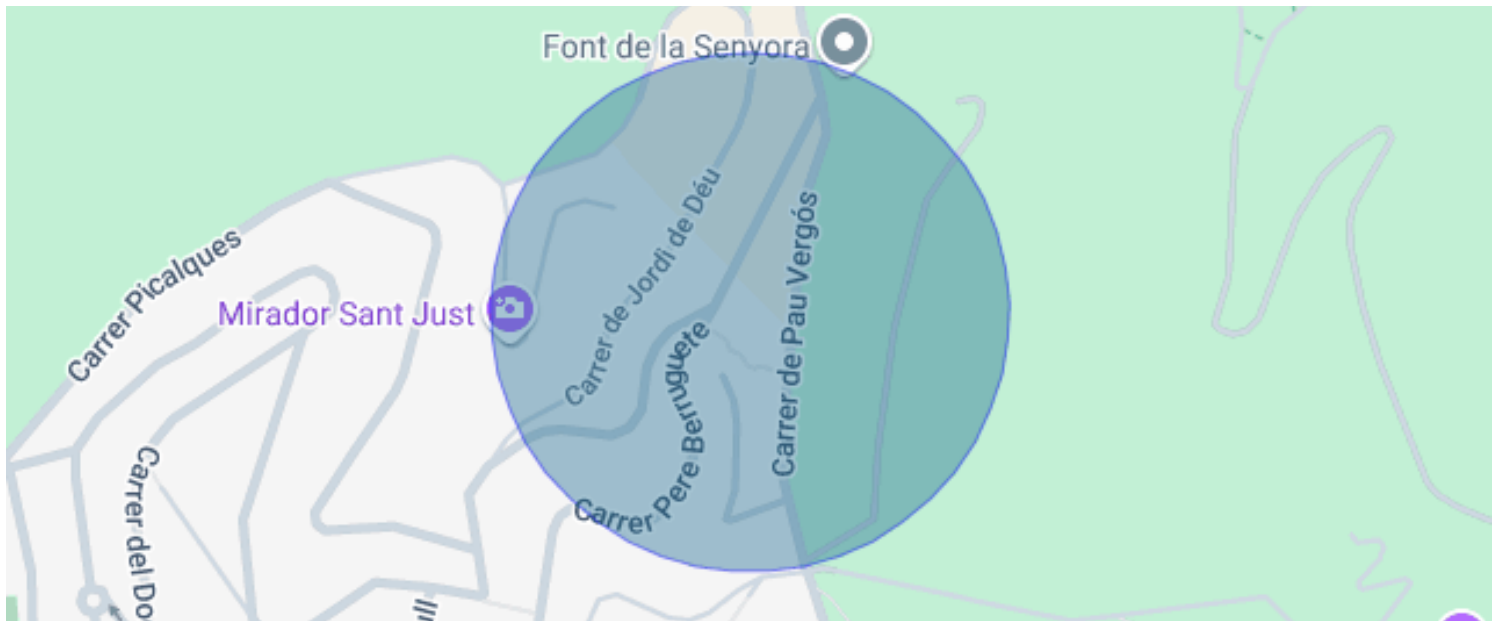 Font de la Senyora
Carrer Picalques
Mirador Sant Just
Carrer de Jordi de Déu
Carrer de Pau Vergós
Carrer Pere Berruguete
Carrer del Do